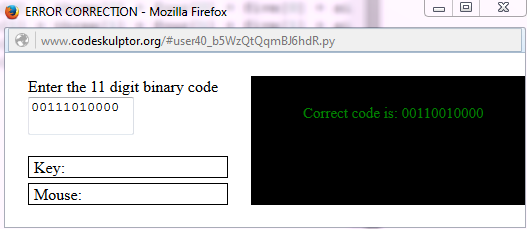 ERROR CORRECTION - Mozilla Firefox
www.codeskulptor.org/#user40_b5WzQtQqmBJ6hdR.py
Enter the 11 digit binary code
00111010000
Correct code is: 00110010000
Key:
Mouse: